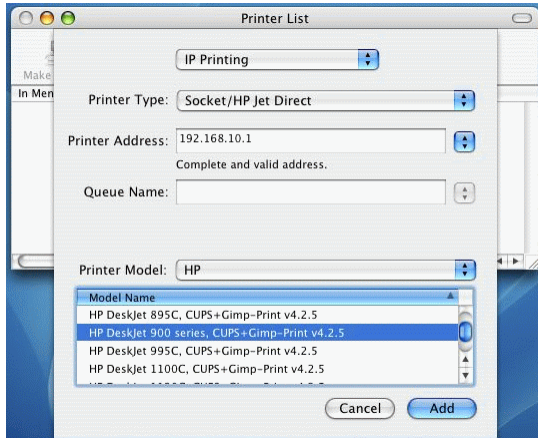 Printer List
Make
In Men
IP Printing
Printer Type: Socket/HP Jet Direct
Printer Address: 192.168.10.1
Complete and valid address.
Queue Name:
Printer Model: HP
Model Name
HP DeskJet 895C, CUPS+Gimp-Print v4.2.5
HP DeskJet 900 series, CUPS+Gimp-Print v4.2.5
HP DeskJet 995C, CUPS+Gimp-Print v4.2.5
HP DeskJet 1100C, CUPS+Gimp-Print v4.2.5
Cancel Add